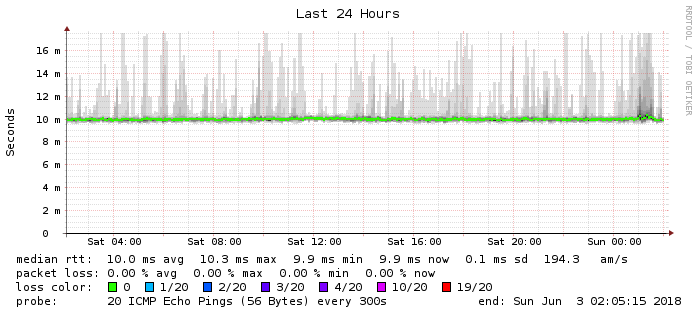 Last 24 Hours
RRDTOOL / TOBI OETIKER
Seconds
16 m
14 m
12 m
10 m
8 m
6 m
4 m
2 m
0
Sat 04:00 Sat 08:00 Sat 12:00 Sat 16:00 Sat 20:00 Sun 00:00
median rtt: 10.0 ms avg 10.3 ms max 9.9 ms min 9.9 ms now 0.1 ms sd 194.3 am/s
packet loss: 0.00 % avg 0.00 % max 0.00 % min 0.00 % now
loss color: 0 1/20 2/20 3/20 4/20 10/20 19/20
probe: 20 ICMP Echo Pings (56 Bytes) every 300s end: Sun Jun 3 02:05:15 2018